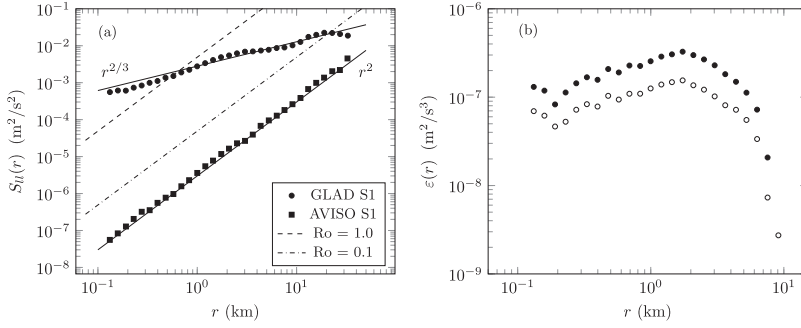 (a)
10^{-1}
10^{-2}
10^{-3}
10^{-4}
10^{-5}
10^{-6}
10^{-7}
10^{-8}
S_{ll}(r) (m^2/s^2)
r^{2/3}
r^2
GLAD S1
AVISO S1
Ro = 1.0
Ro = 0.1
10^{-1} 10^0 10^1
r (km)
(b)
10^{-6}
10^{-7}
10^{-8}
10^{-9}
ε(r) (m^2/s^3)
10^{-1} 10^0 10^1
r (km)